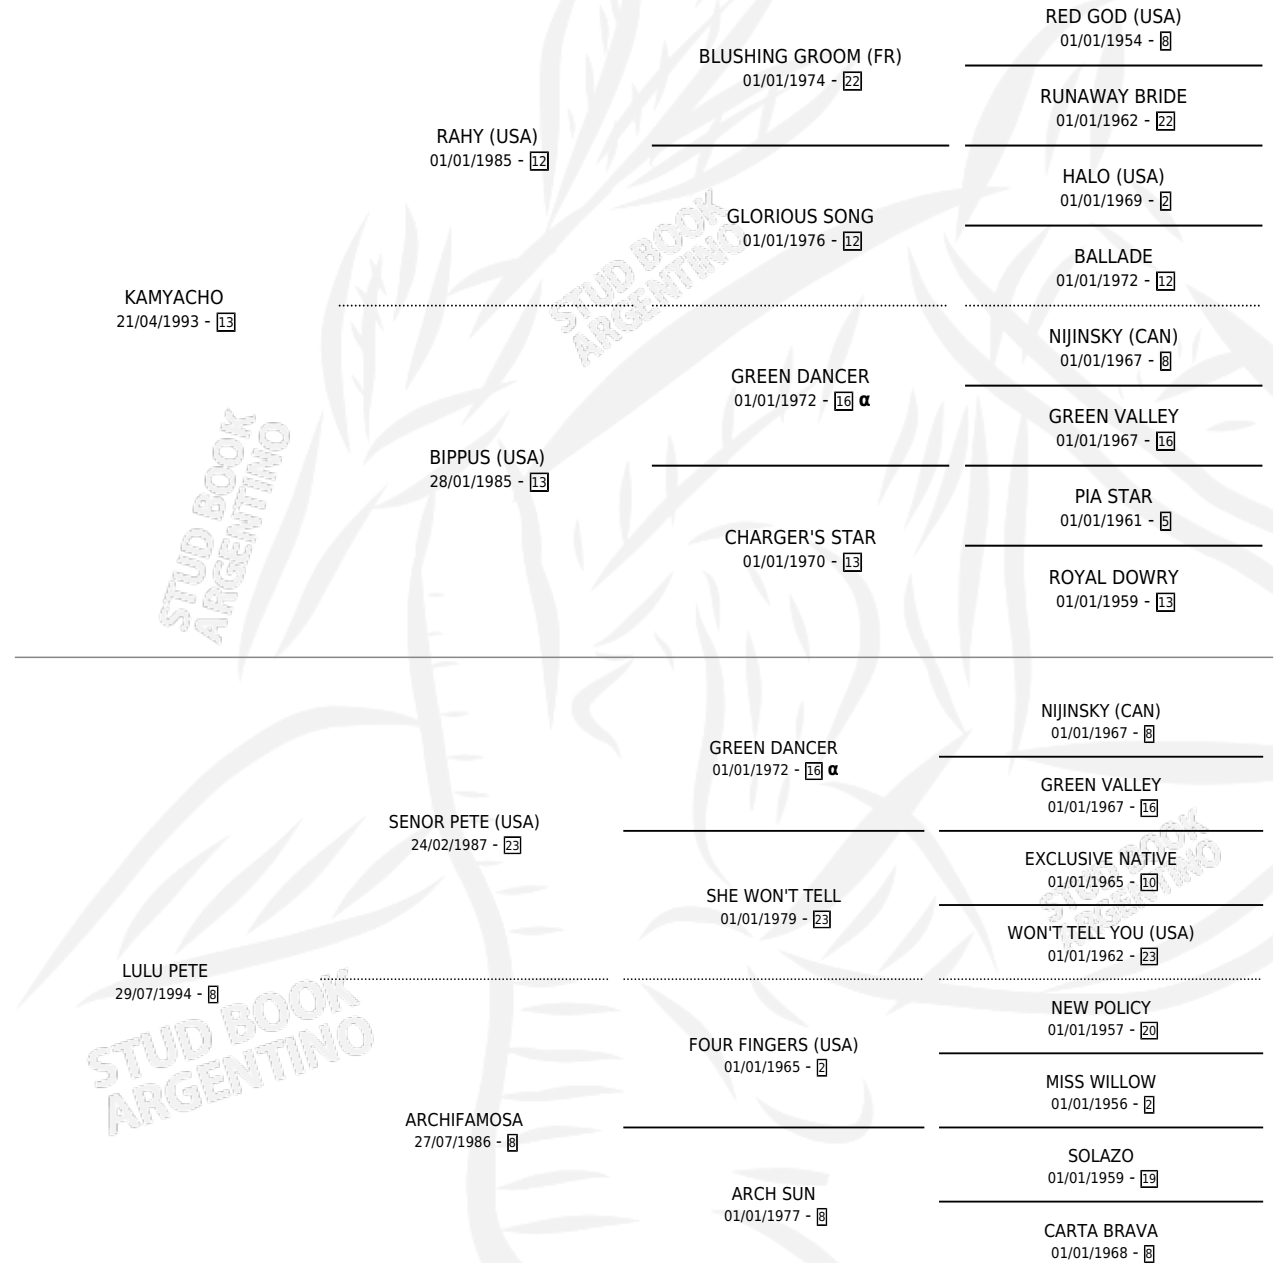 RED GOD (USA)
01/01/1954 - 8
BLUSHING GROOM (FR)
01/01/1974 - 22
RUNAWAY BRIDE
01/01/1962 - 22
RAHY (USA)
01/01/1985 - 12
HALO (USA)
01/01/1969 - 2
GLORIOUS SONG
01/01/1976 - 12
BALLADE
01/01/1972 - 12
KAMYACHO
21/04/1993 - 13
NIJINSKY (CAN)
01/01/1967 - 8
GREEN DANCER
01/01/1972 - 16 α
GREEN VALLEY
01/01/1967 - 16
BIPPUS (USA)
28/01/1985 - 13
PIA STAR
01/01/1961 - 5
CHARGER'S STAR
01/01/1970 - 13
ROYAL DOWRY
01/01/1959 - 13
STUD BOOK
ARGENTINO
STUD BOOK
ARGENTINO
NIJINSKY (CAN)
01/01/1967 - 8
GREEN DANCER
01/01/1972 - 16 α
GREEN VALLEY
01/01/1967 - 16
SENOR PETE (USA)
24/02/1987 - 23
EXCLUSIVE NATIVE
01/01/1965 - 10
SHE WON'T TELL
01/01/1979 - 23
WON'T TELL YOU (USA)
01/01/1962 - 23
LULU PETE
29/07/1994 - 8
NEW POLICY
01/01/1957 - 20
FOUR FINGERS (USA)
01/01/1965 - 2
MISS WILLOW
01/01/1956 - 2
ARCHIFAMOSA
27/07/1986 - 8
SOLAZO
01/01/1959 - 19
ARCH SUN
01/01/1977 - 8
CARTA BRAVA
01/01/1968 - 8
STUD BOOK
ARGENTINO
STUD BOOK
ARGENTINO